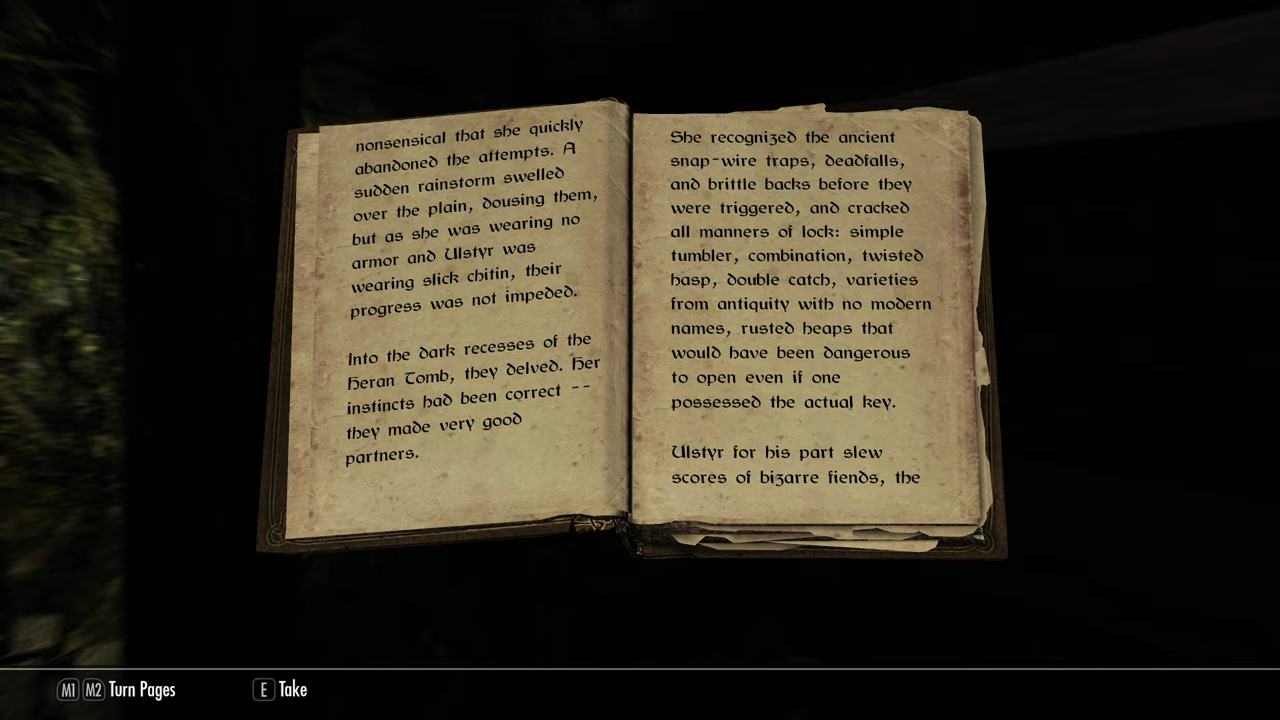 nonsensical that she quickly
abandoned the attempts. A
sudden rainstorm swelled
over the plain, dousing them,
but as she was wearing no
armor and Ulstyr was
wearing slick chitin, their
progress was not impeded.
Into the dark recesses of the
Heran Tomb, they delved. Her
instincts had been correct --
they made very good
partners.
She recognized the ancient
snap-wire traps, deadfalls,
and brittle backs before they
were triggered, and cracked
all manners of lock: simple
tumbler, combination, twisted
hasp, double catch, varieties
from antiquity with no modern
names, rusted heaps that
would have been dangerous
to open even if one
possessed the actual key.
Ulstyr for his part slew
scores of bizarre fiends, the
M1 M2 Turn Pages
E Take